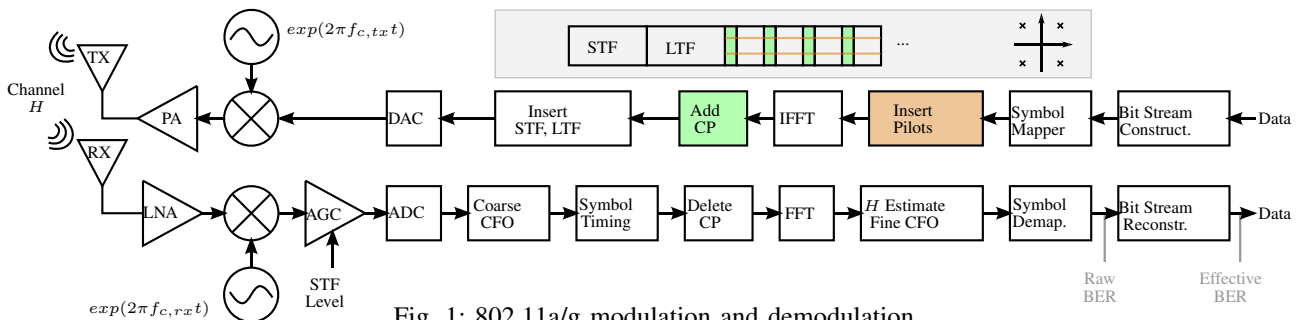 exp(2πf_{c,tx}t)
STF LTF ...
TX
Channel
H
PA
DAC
Insert
STF, LTF
Add
CP
IFFT
Insert
Pilots
Symbol
Mapper
Bit Stream
Construct.
Data
RX
LNA
AGC
ADC
Coarse
CFO
Symbol
Timing
Delete
CP
FFT
H Estimate
Fine CFO
Symbol
Demap.
Bit Stream
Reconstr.
Data
STF
Level
Raw
BER
Effective
BER
exp(2πf_{c,rx}t)
Fig. 1: 802.11a/g modulation and demodulation